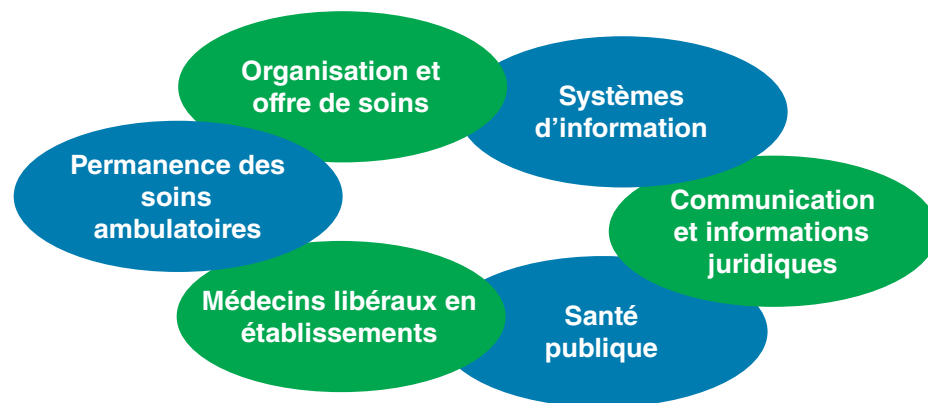 Organisation et
offre de soins
Systèmes
d’information
Permanence des
soins
ambulatoires
Communication
et informations
juridiques
Médecins libéraux en
établissements
Santé
publique